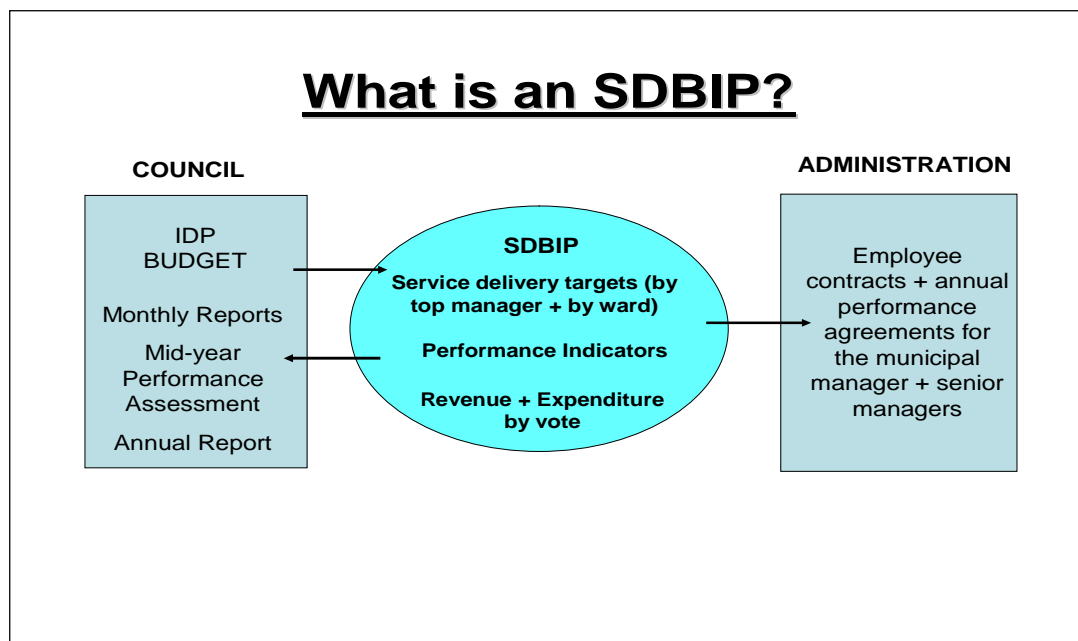 What is an SDBIP?
COUNCIL
IDP
BUDGET
Monthly Reports
Mid-year
Performance
Assessment
Annual Report
SDBIP
Service delivery targets (by
top manager + by ward)
Performance Indicators
Revenue + Expenditure
by vote
ADMINISTRATION
Employee
contracts + annual
performance
agreements for
the municipal
manager + senior
managers